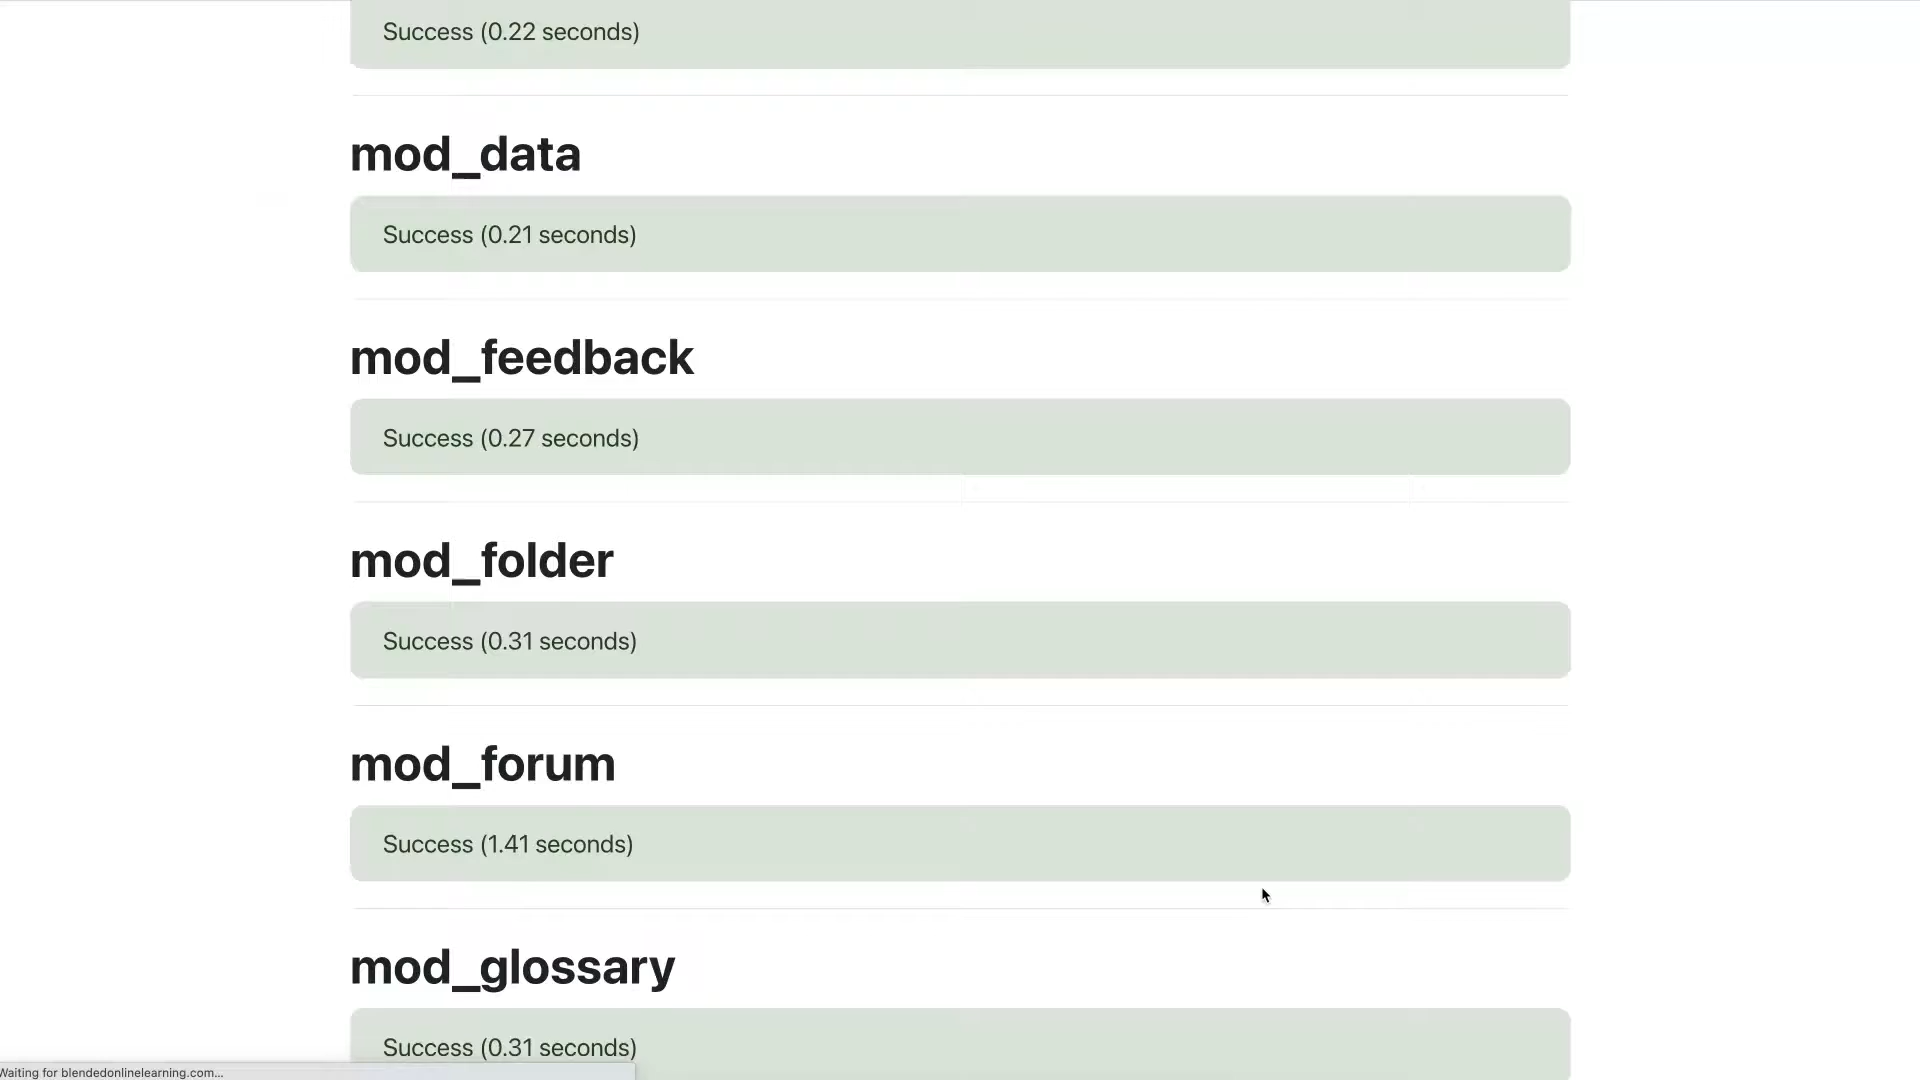 Success (0.22 seconds)
mod_data
Success (0.21 seconds)
mod_feedback
Success (0.27 seconds)
mod_folder
Success (0.31 seconds)
mod_forum
Success (1.41 seconds)
mod_glossary
Success (0.31 seconds)
Waiting for blendedonlinelearning.com...